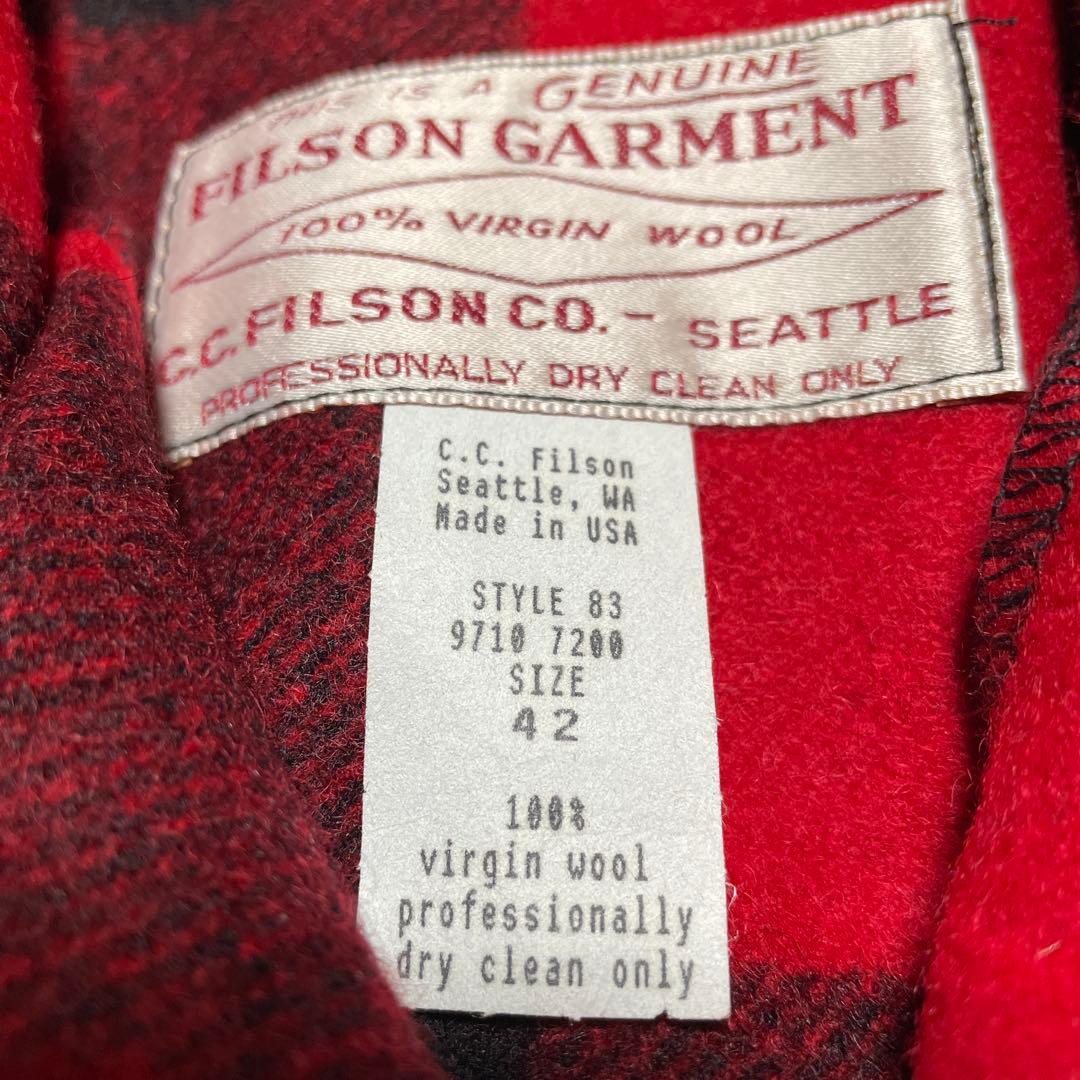 THIS IS A GENUINE
FILSON GARMENT
100% VIRGIN WOOL
C.C. FILSON CO. - SEATTLE
PROFESSIONALLY DRY CLEAN ONLY
C.C. Filson
Seattle, WA
Made in USA
STYLE 83
9710 7200
SIZE
42
100%
virgin wool
professionally
dry clean only